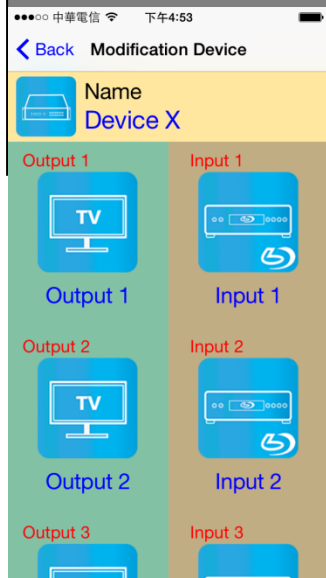 中華電信 下午4:53
Back Modification Device
Name
Device X
Output 1 Input 1
TV
Output 1 Input 1
Output 2 Input 2
TV
Output 2 Input 2
Output 3 Input 3